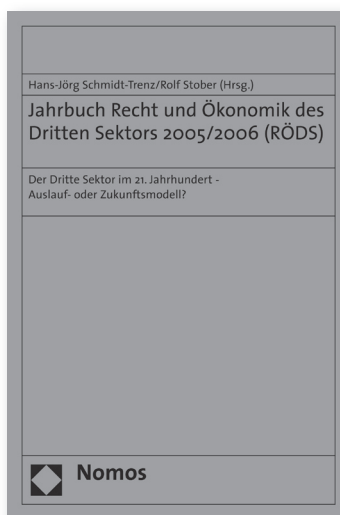 Hans-Jörg Schmidt-Trenz/Rolf Stober (Hrsg.)
Jahrbuch Recht und Ökonomik des
Dritten Sektors 2005/2006 (RÖDS)
Der Dritte Sektor im 21. Jahrhundert -
Auslauf- oder Zukunftsmodell?
Nomos